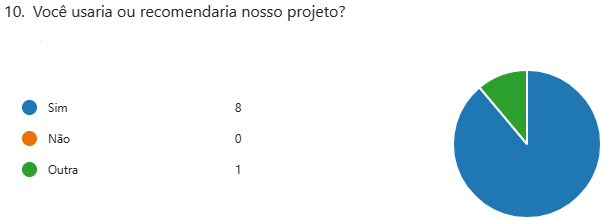 10. Você usaria ou recomendaria nosso projeto?
Sim 8
Não 0
Outra 1